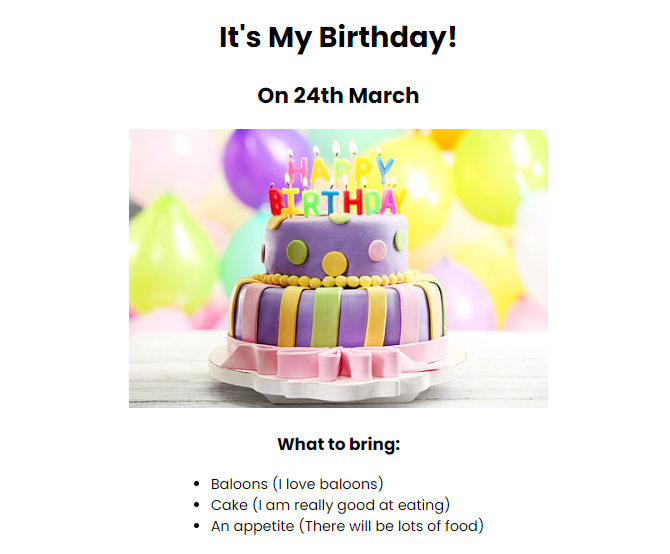 It's My Birthday!
On 24th March
HAPPY
BIRTHDAY
What to bring:
Baloons (I love baloons)
Cake (I am really good at eating)
An appetite (There will be lots of food)